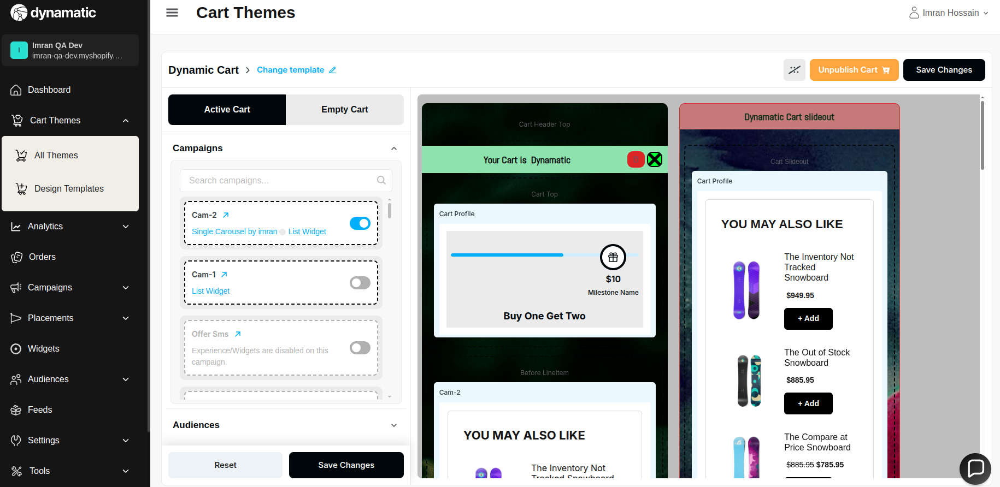 dynamatic
Cart Themes
Imran Hossain
I
Imran QA Dev
imran-qa-dev.myshopify....
Dashboard
Cart Themes
All Themes
Design Templates
Analytics
Orders
Campaigns
Placements
Widgets
Audiences
Feeds
Settings
Tools
Dynamic Cart
Change template
Unpublish Cart
Save Changes
Active Cart
Empty Cart
Campaigns
Search campaigns...
Cam-2
Single Carousel by imran
List Widget
Cam-1
List Widget
Offer Sms
Experience/Widgets are disabled on this
campaign.
Audiences
Reset
Save Changes
Cart Header Top
Your Cart is Dynamatic
Cart Top
Cart Profile
$10
Milestone Name
Buy One Get Two
Before Lineitem
Cam-2
YOU MAY ALSO LIKE
The Inventory Not
Tracked Snowboard
Dynamatic Cart slideout
Cart Slideout
Cart Profile
YOU MAY ALSO LIKE
The Inventory Not
Tracked
Snowboard
$949.95
+ Add
The Out of Stock
Snowboard
$885.95
+ Add
The Compare at
Price Snowboard
$885.95 $785.95